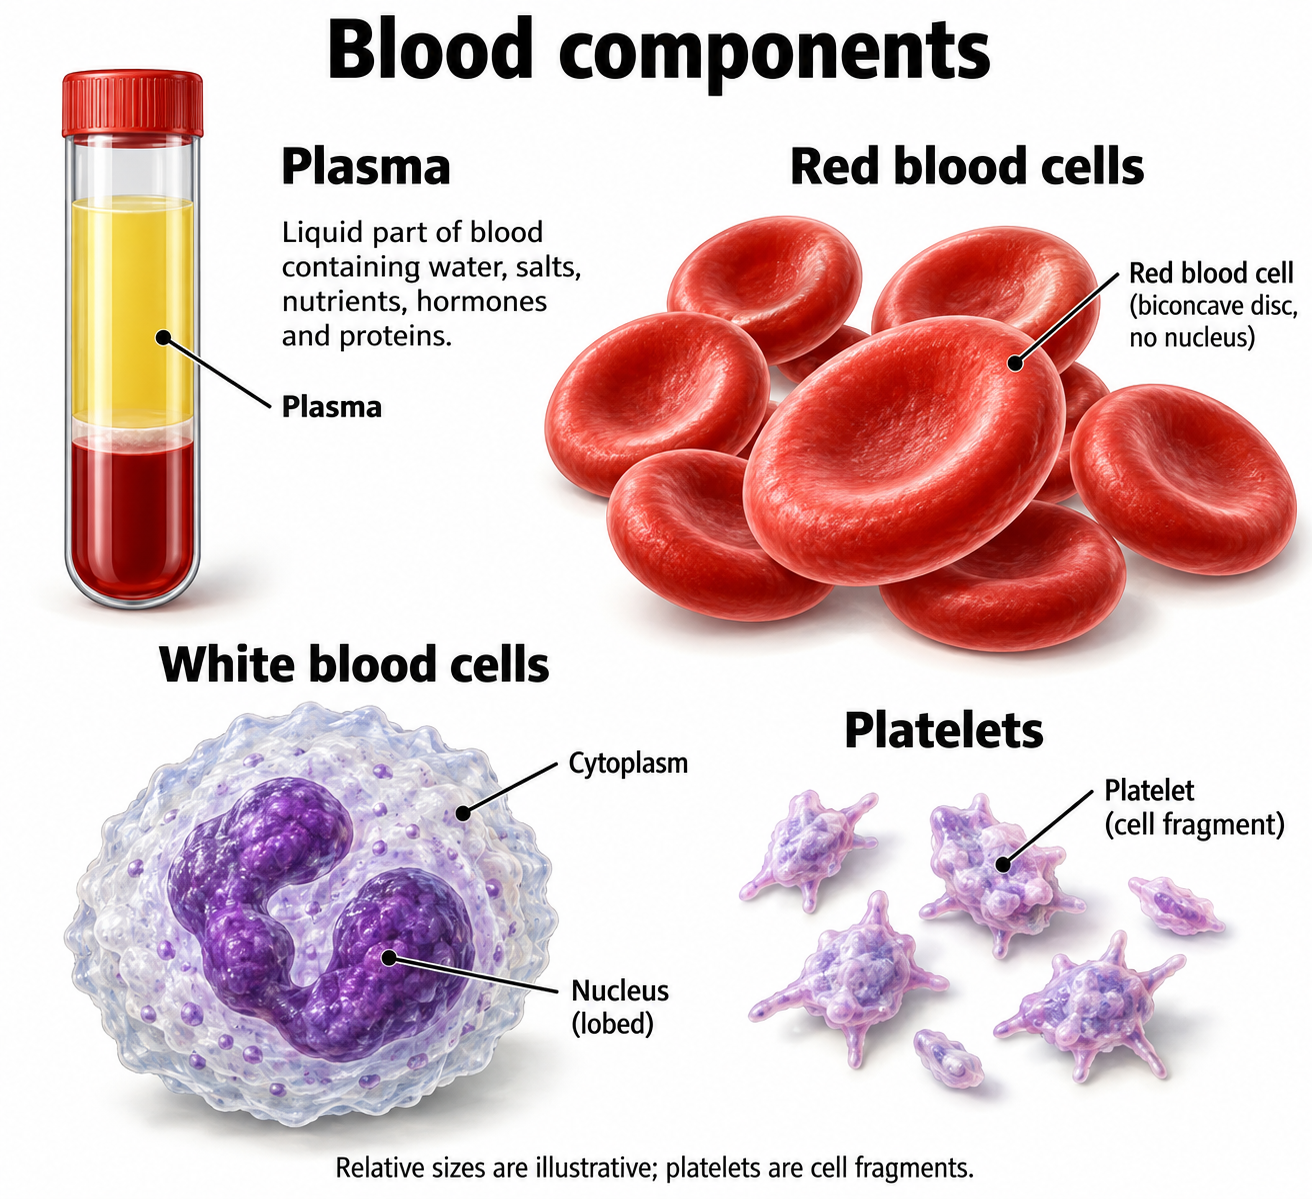 Blood components
Plasma
Liquid part of blood
containing water, salts,
nutrients, hormones
and proteins.
Plasma
Red blood cells
Red blood cell
(biconcave disc,
no nucleus)
White blood cells
Cytoplasm
Nucleus
(lobed)
Platelets
Platelet
(cell fragment)
Relative sizes are illustrative; platelets are cell fragments.